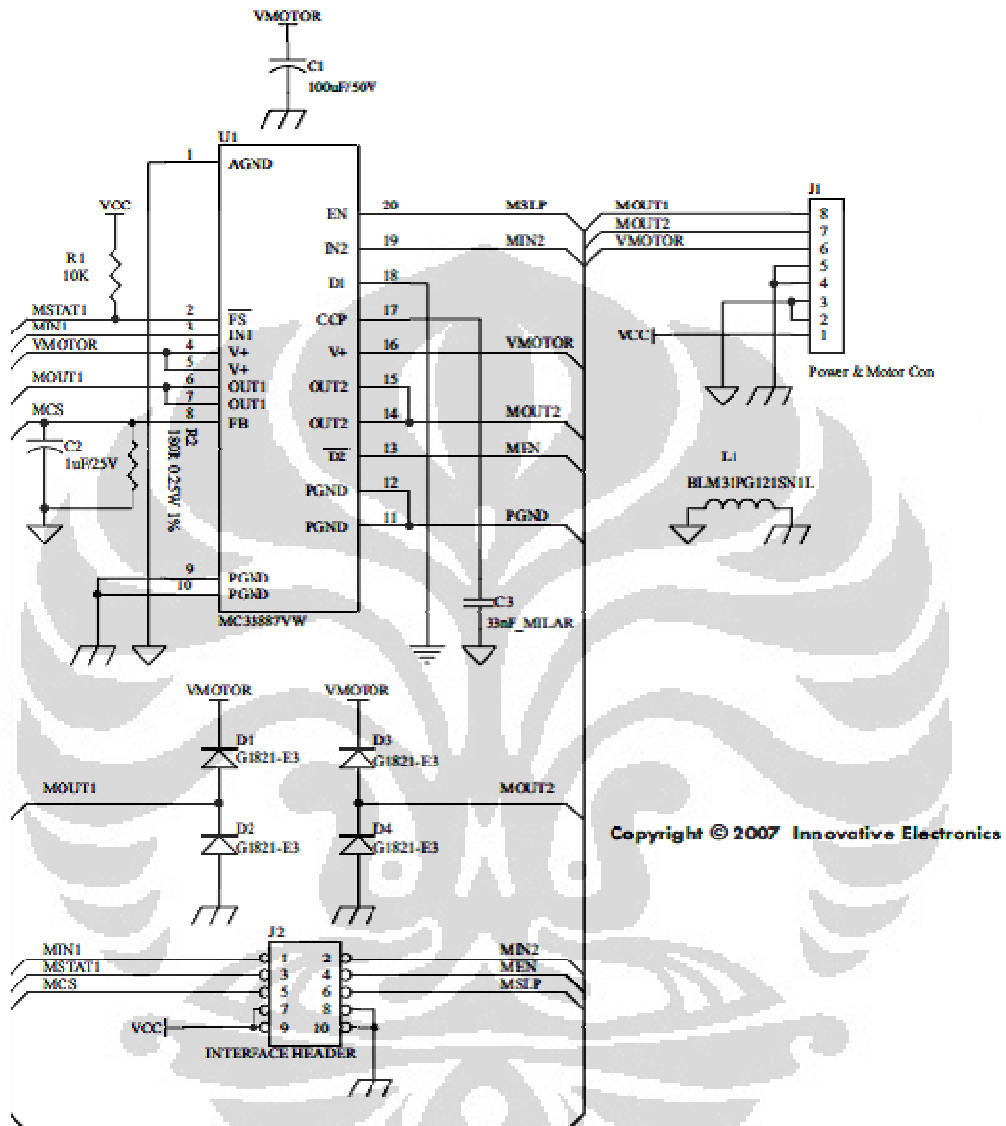 VMOTOR
C1
100uF/50V
U1
1
AGND
VCC
R1
10K
EN
20
MSLP
IN2
19
MIN2
D1
18
MSTAT1
2
FS
CCP
17
MIN1
3
IN1
VMOTOR
4
V+
V+
16
VMOTOR
5
V+
MOUT1
6
OUT1
OUT2
15
7
OUT1
MCS
8
FB
OUT2
14
MOUT2
C2
1uF/25V
R2
180R 0.25W 1%
D2
13
MEN
PGND
12
PGND
11
PGND
9
PGND
10
PGND
MC33887VW
C3
33nF_MILAR
J1
MOUT1
8
MOUT2
7
VMOTOR
6
5
4
3
2
VCC
1
Power & Motor Con
L1
BLM31PG121SN1L
VMOTOR
VMOTOR
D1
G1821-E3
D3
G1821-E3
MOUT1
MOUT2
D2
G1821-E3
D4
G1821-E3
Copyright © 2007 Innovative Electronics
J2
MIN1
1
2
MIN2
MSTAT1
3
4
MEN
MCS
5
6
MSLP
7
8
VCC
9
10
INTERFACE HEADER